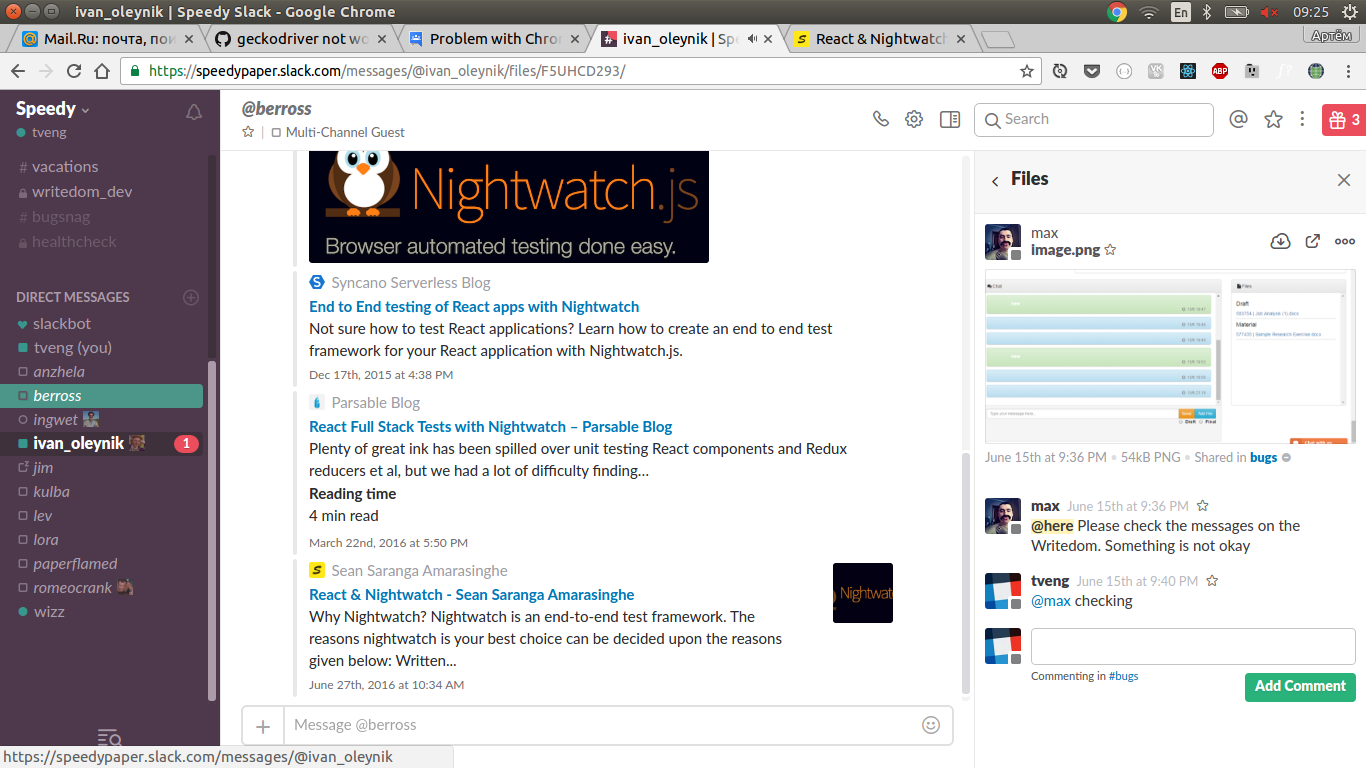 ivan_oleynik | Speedy Slack - Google Chrome
En
09:25
Mail.Ru: почта, пои
geckodriver not wo
Problem with Chro
ivan_oleynik | Sp
React & Nightwatch
Артём
https://speedypaper.slack.com/messages/@ivan_oleynik/files/F5UHCD293/
ABP
Speedy
tveng
# vacations
writedom_dev
# bugsnag
healthcheck
DIRECT MESSAGES
slackbot
tveng (you)
anzhela
berross
ingwet
ivan_oleynik 1
jim
kulba
lev
lora
paperflamed
romeocrank
wizz
@berross
Multi-Channel Guest
Search
3
Nightwatch.js
Browser automated testing done easy.
Syncano Serverless Blog
End to End testing of React apps with Nightwatch
Not sure how to test React applications? Learn how to create an end to end test
framework for your React application with Nightwatch.js.
Dec 17th, 2015 at 4:38 PM
Parsable Blog
React Full Stack Tests with Nightwatch – Parsable Blog
Plenty of great ink has been spilled over unit testing React components and Redux
reducers et al, but we had a lot of difficulty finding...
Reading time
4 min read
March 22nd, 2016 at 5:50 PM
Sean Saranga Amarasinghe
React & Nightwatch - Sean Saranga Amarasinghe
Why Nightwatch? Nightwatch is an end-to-end test framework. The
reasons nightwatch is your best choice can be decided upon the reasons
given below: Written...
June 27th, 2016 at 10:34 AM
Nightwat
Message @berross
Files
max
image.png
Chat
Files
Draft
Material
Draft
Final
June 15th at 9:36 PM • 54kB PNG • Shared in bugs
max June 15th at 9:36 PM
@here Please check the messages on the
Writedom. Something is not okay
tveng June 15th at 9:40 PM
@max checking
Commenting in #bugs
Add Comment
https://speedypaper.slack.com/messages/@ivan_oleynik